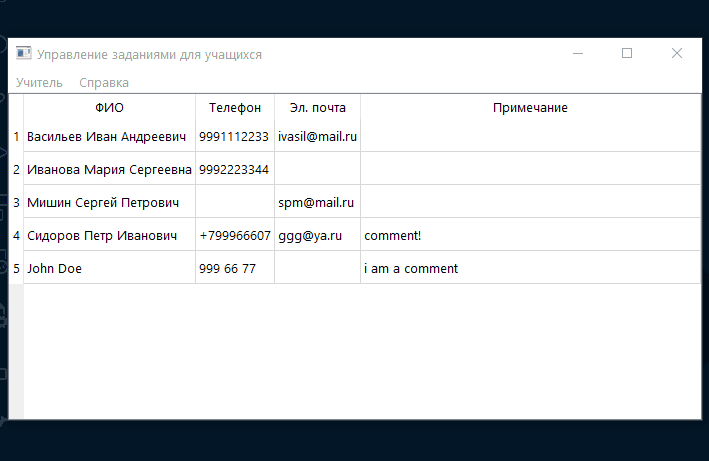 Управление заданиями для учащихся
Учитель Справка
ФИО Телефон Эл. почта Примечание
1 Васильев Иван Андреевич 9991112233 ivasil@mail.ru
2 Иванова Мария Сергеевна 9992223344
3 Мишин Сергей Петрович spm@mail.ru
4 Сидоров Петр Иванович +799966607 ggg@ya.ru comment!
5 John Doe 999 66 77 i am a comment